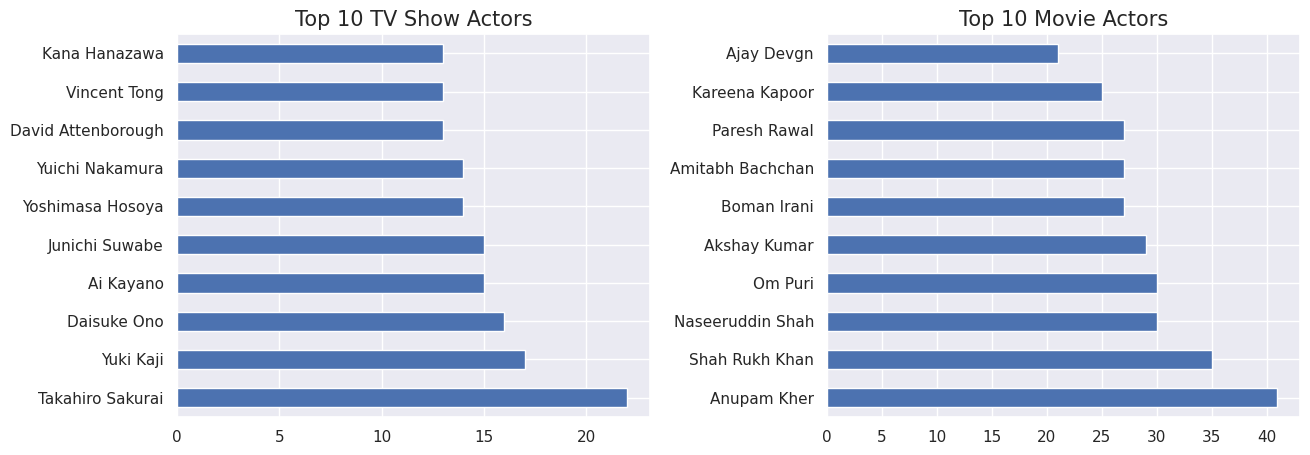 Top 10 TV Show Actors
Kana Hanazawa
Vincent Tong
David Attenborough
Yuichi Nakamura
Yoshimasa Hosoya
Junichi Suwabe
Ai Kayano
Daisuke Ono
Yuki Kaji
Takahiro Sakurai
0 5 10 15 20
Top 10 Movie Actors
Ajay Devgn
Kareena Kapoor
Paresh Rawal
Amitabh Bachchan
Boman Irani
Akshay Kumar
Om Puri
Naseeruddin Shah
Shah Rukh Khan
Anupam Kher
0 5 10 15 20 25 30 35 40